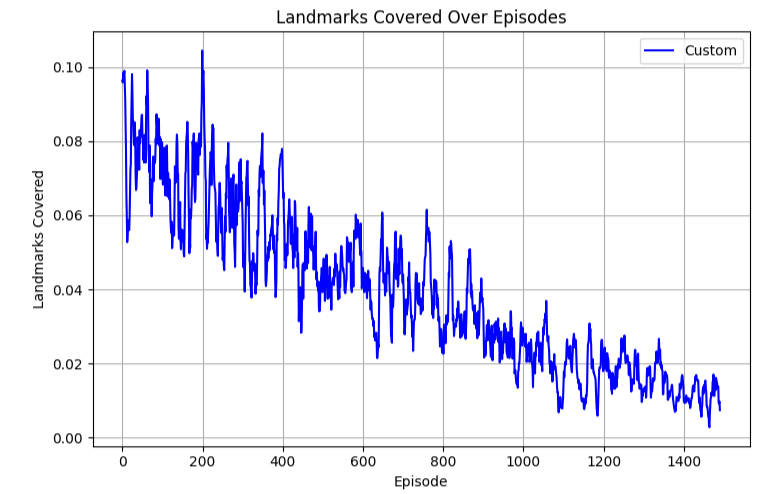 Landmarks Covered Over Episodes
Custom
Landmarks Covered
0.10
0.08
0.06
0.04
0.02
0.00
0 200 400 600 800 1000 1200 1400
Episode